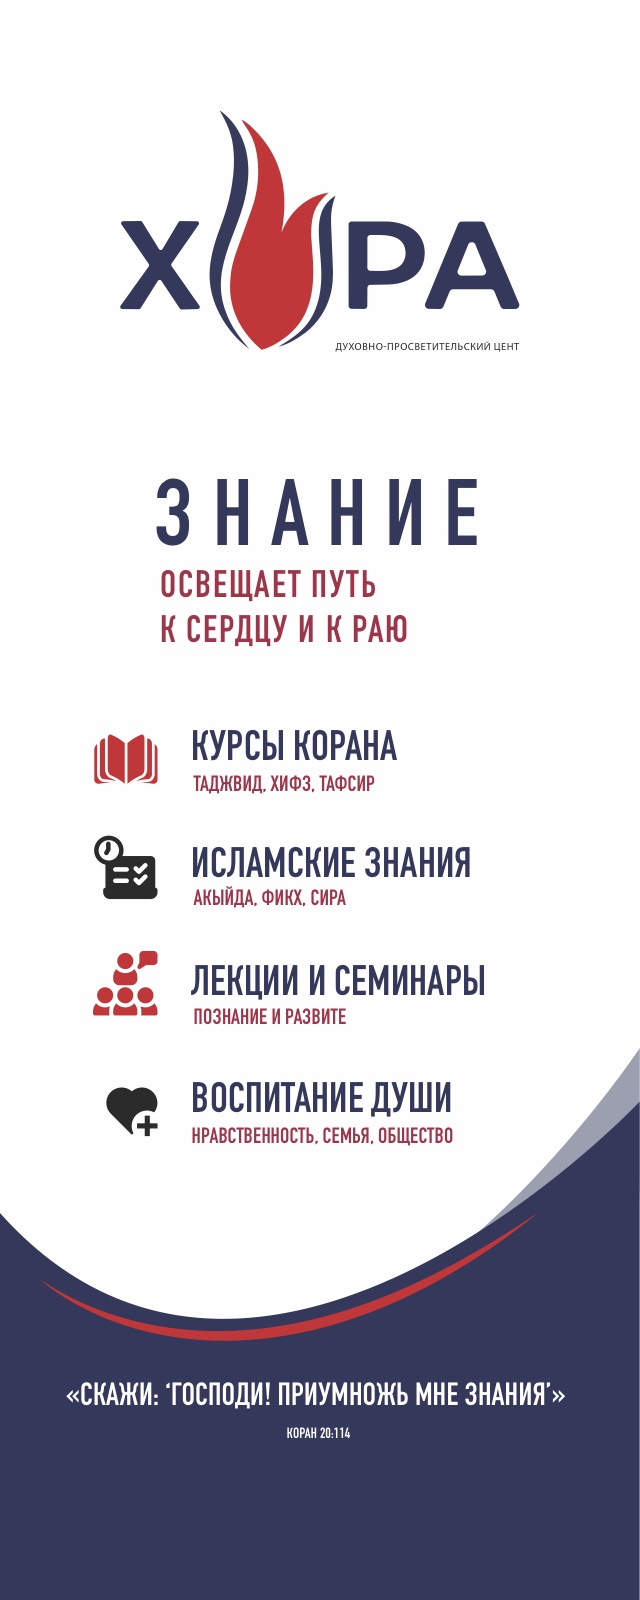 ХИРА
ДУХОВНО-ПРОСВЕТИТЕЛЬСКИЙ ЦЕНТ
ЗНАНИЕ
ОСВЕЩАЕТ ПУТЬ
К СЕРДЦУ И К РАЮ
КУРСЫ КОРАНА
ТАДЖВИД, ХИФЗ, ТАФСИР
ИСЛАМСКИЕ ЗНАНИЯ
АКЫЙДА, ФИКХ, СИРА
ЛЕКЦИИ И СЕМИНАРЫ
ПОЗНАНИЕ И РАЗВИТЕ
ВОСПИТАНИЕ ДУШИ
НРАВСТВЕННОСТЬ, СЕМЬЯ, ОБЩЕСТВО
«СКАЖИ: ‘ГОСПОДИ! ПРИУМНОЖЬ МНЕ ЗНАНИЯ’»
КОРАН 20:114